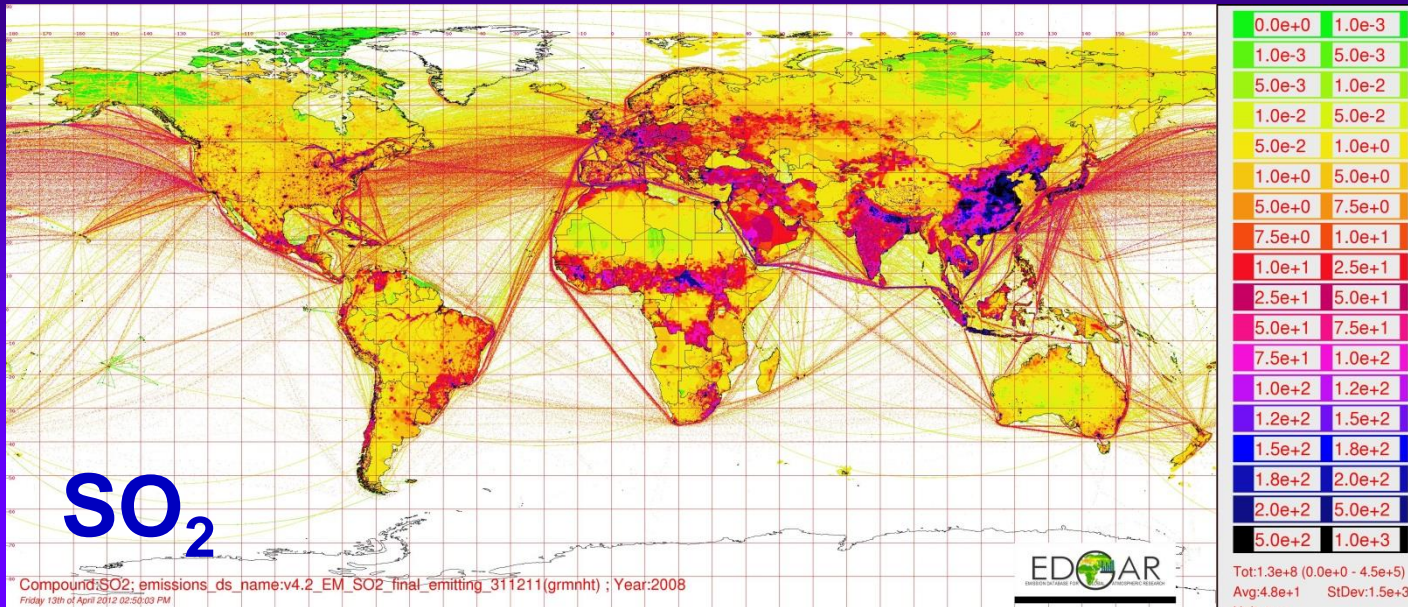 0.0e+0 1.0e-3
1.0e-3 5.0e-3
5.0e-3 1.0e-2
1.0e-2 5.0e-2
5.0e-2 1.0e+0
1.0e+0 5.0e+0
5.0e+0 7.5e+0
7.5e+0 1.0e+1
1.0e+1 2.5e+1
2.5e+1 5.0e+1
5.0e+1 7.5e+1
7.5e+1 1.0e+2
1.0e+2 1.2e+2
1.2e+2 1.5e+2
1.5e+2 1.8e+2
1.8e+2 2.0e+2
2.0e+2 5.0e+2
5.0e+2 1.0e+3
Tot:1.3e+8 (0.0e+0 - 4.5e+5)
Avg:4.8e+1 StDev:1.5e+3
SO₂
EDGAR
EMISSION DATABASE FOR GLOBAL ATMOSPHERIC RESEARCH
Compound:SO2; emissions_ds_name:v4.2_EM_SO2_final_emitting_311211(grmnht) ; Year:2008
Friday 13th of April 2012 02:50:03 PM